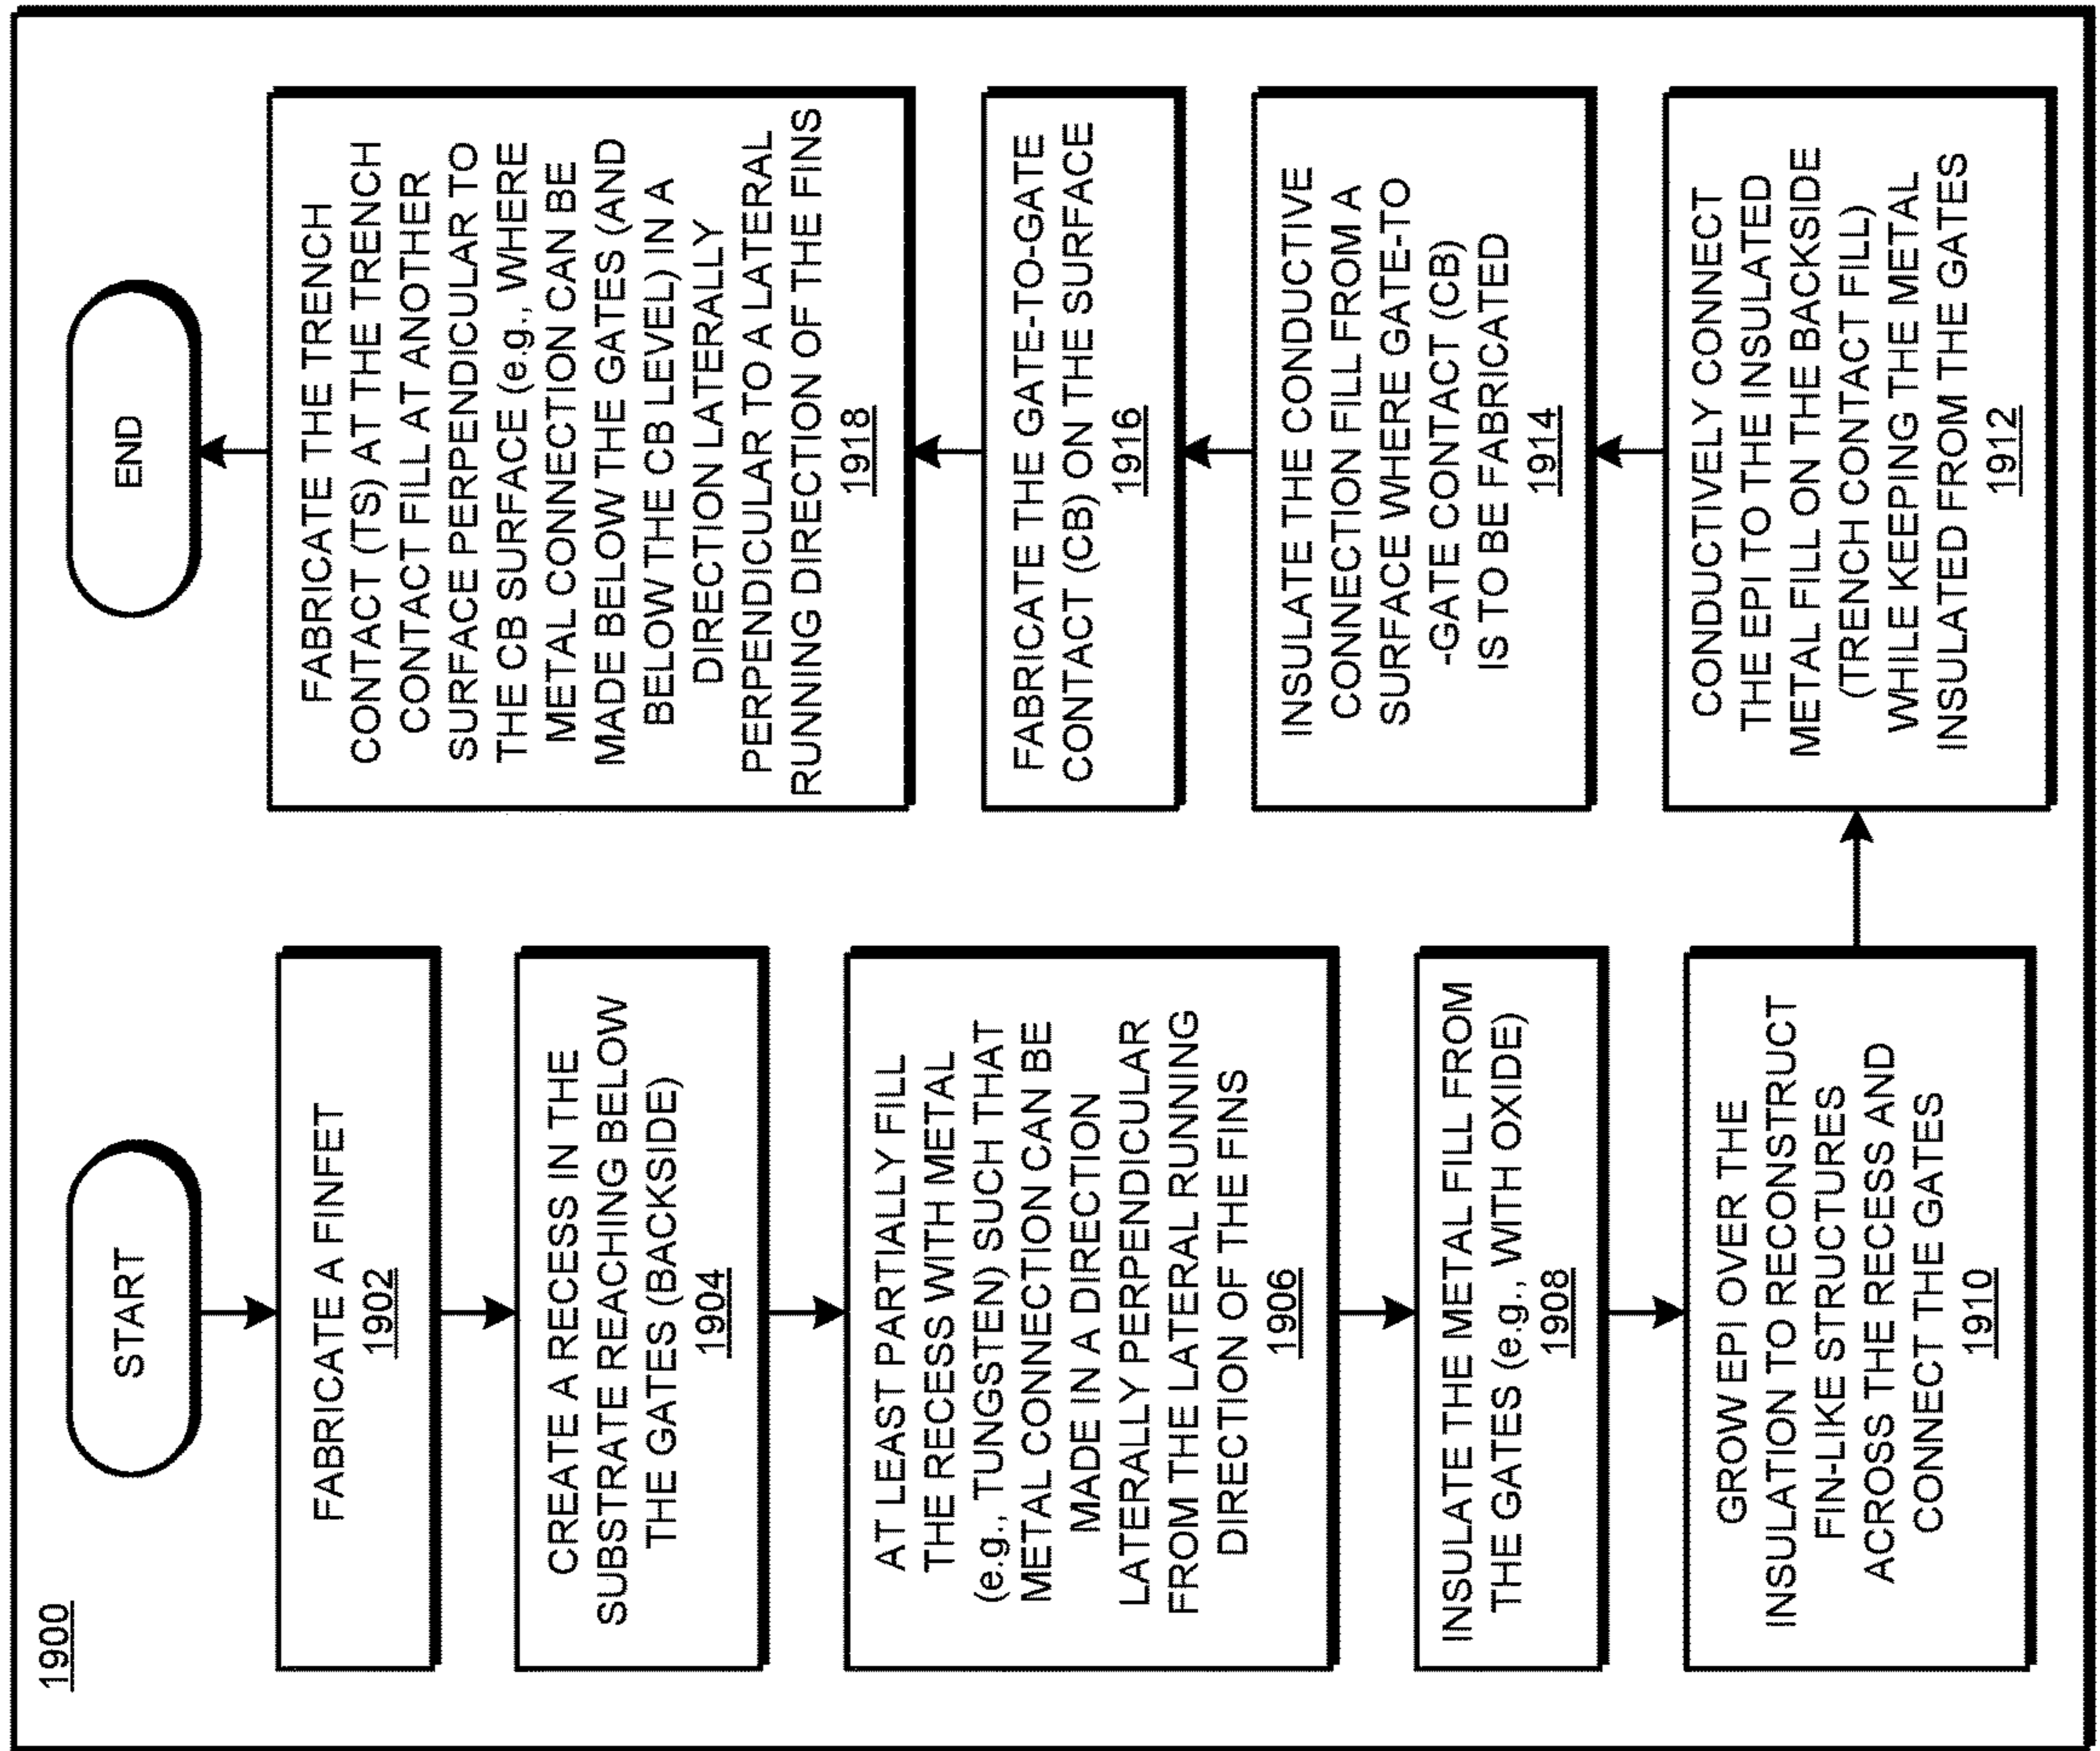 1900
START
FABRICATE A FINFET
1902
CREATE A RECESS IN THE
SUBSTRATE REACHING BELOW
THE GATES (BACKSIDE)
1904
AT LEAST PARTIALLY FILL
THE RECESS WITH METAL
(e.g., TUNGSTEN) SUCH THAT
METAL CONNECTION CAN BE
MADE IN A DIRECTION
LATERALLY PERPENDICULAR
FROM THE LATERAL RUNNING
DIRECTION OF THE FINS
1906
INSULATE THE METAL FILL FROM
THE GATES (e.g., WITH OXIDE)
1908
GROW EPI OVER THE
INSULATION TO RECONSTRUCT
FIN-LIKE STRUCTURES
ACROSS THE RECESS AND
CONNECT THE GATES
1910
CONDUCTIVELY CONNECT
THE EPI TO THE INSULATED
METAL FILL ON THE BACKSIDE
(TRENCH CONTACT FILL)
WHILE KEEPING THE METAL
INSULATED FROM THE GATES
1912
INSULATE THE CONDUCTIVE
CONNECTION FILL FROM A
SURFACE WHERE GATE-TO
-GATE CONTACT (CB)
IS TO BE FABRICATED
1914
FABRICATE THE GATE-TO-GATE
CONTACT (CB) ON THE SURFACE
1916
FABRICATE THE TRENCH
CONTACT (TS) AT THE TRENCH
CONTACT FILL AT ANOTHER
SURFACE PERPENDICULAR TO
THE CB SURFACE (e.g., WHERE
METAL CONNECTION CAN BE
MADE BELOW THE GATES (AND
BELOW THE CB LEVEL) IN A
DIRECTION LATERALLY
PERPENDICULAR TO A LATERAL
RUNNING DIRECTION OF THE FINS
1918
END